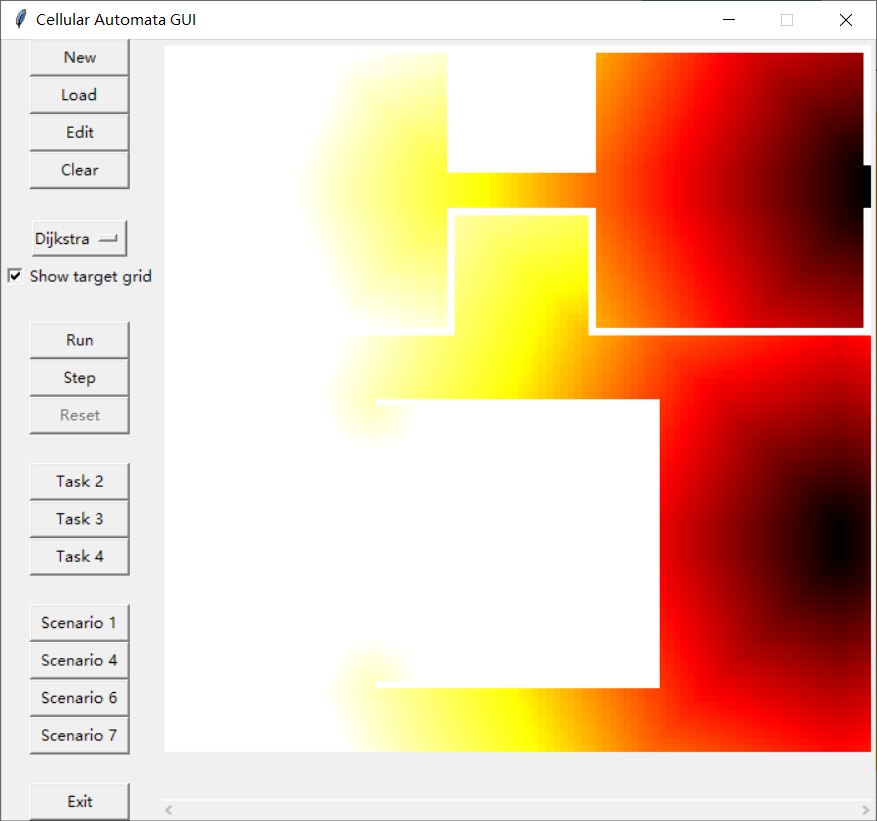 Cellular Automata GUI
New
Load
Edit
Clear
Dijkstra
Show target grid
Run
Step
Reset
Task 2
Task 3
Task 4
Scenario 1
Scenario 4
Scenario 6
Scenario 7
Exit